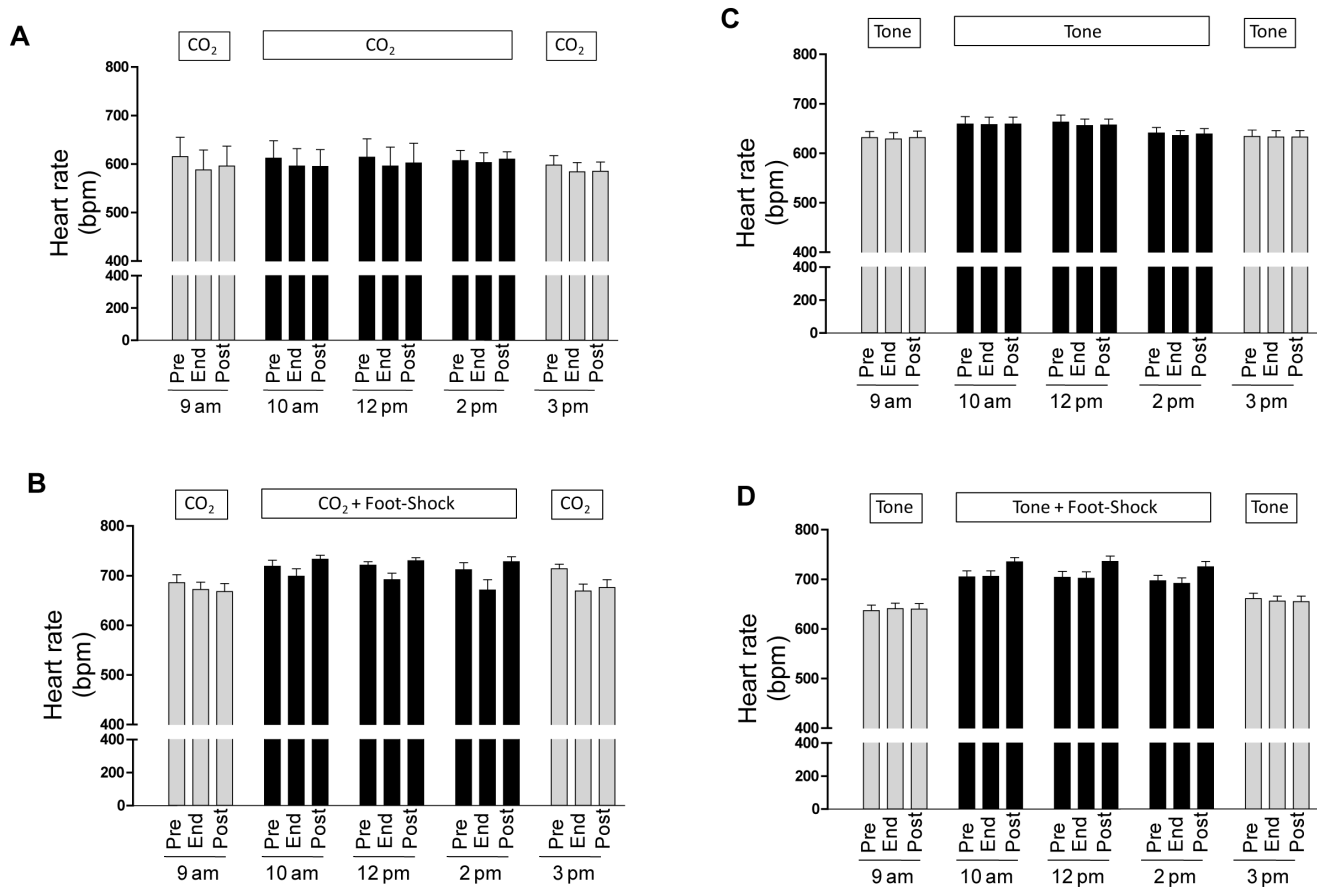 A
CO₂ CO₂ CO₂
Heart rate
(bpm)
800
700
600
500
400
400
200
0
Pre End Post Pre End Post Pre End Post Pre End Post Pre End Post
9 am 10 am 12 pm 2 pm 3 pm
C
Tone Tone Tone
Heart rate
(bpm)
800
700
600
500
400
400
200
0
Pre End Post Pre End Post Pre End Post Pre End Post Pre End Post
9 am 10 am 12 pm 2 pm 3 pm
B
CO₂ CO₂ + Foot-Shock CO₂
Heart rate
(bpm)
800
700
600
500
400
400
200
0
Pre End Post Pre End Post Pre End Post Pre End Post Pre End Post
9 am 10 am 12 pm 2 pm 3 pm
D
Tone Tone + Foot-Shock Tone
Heart rate
(bpm)
800
700
600
500
400
400
200
0
Pre End Post Pre End Post Pre End Post Pre End Post Pre End Post
9 am 10 am 12 pm 2 pm 3 pm